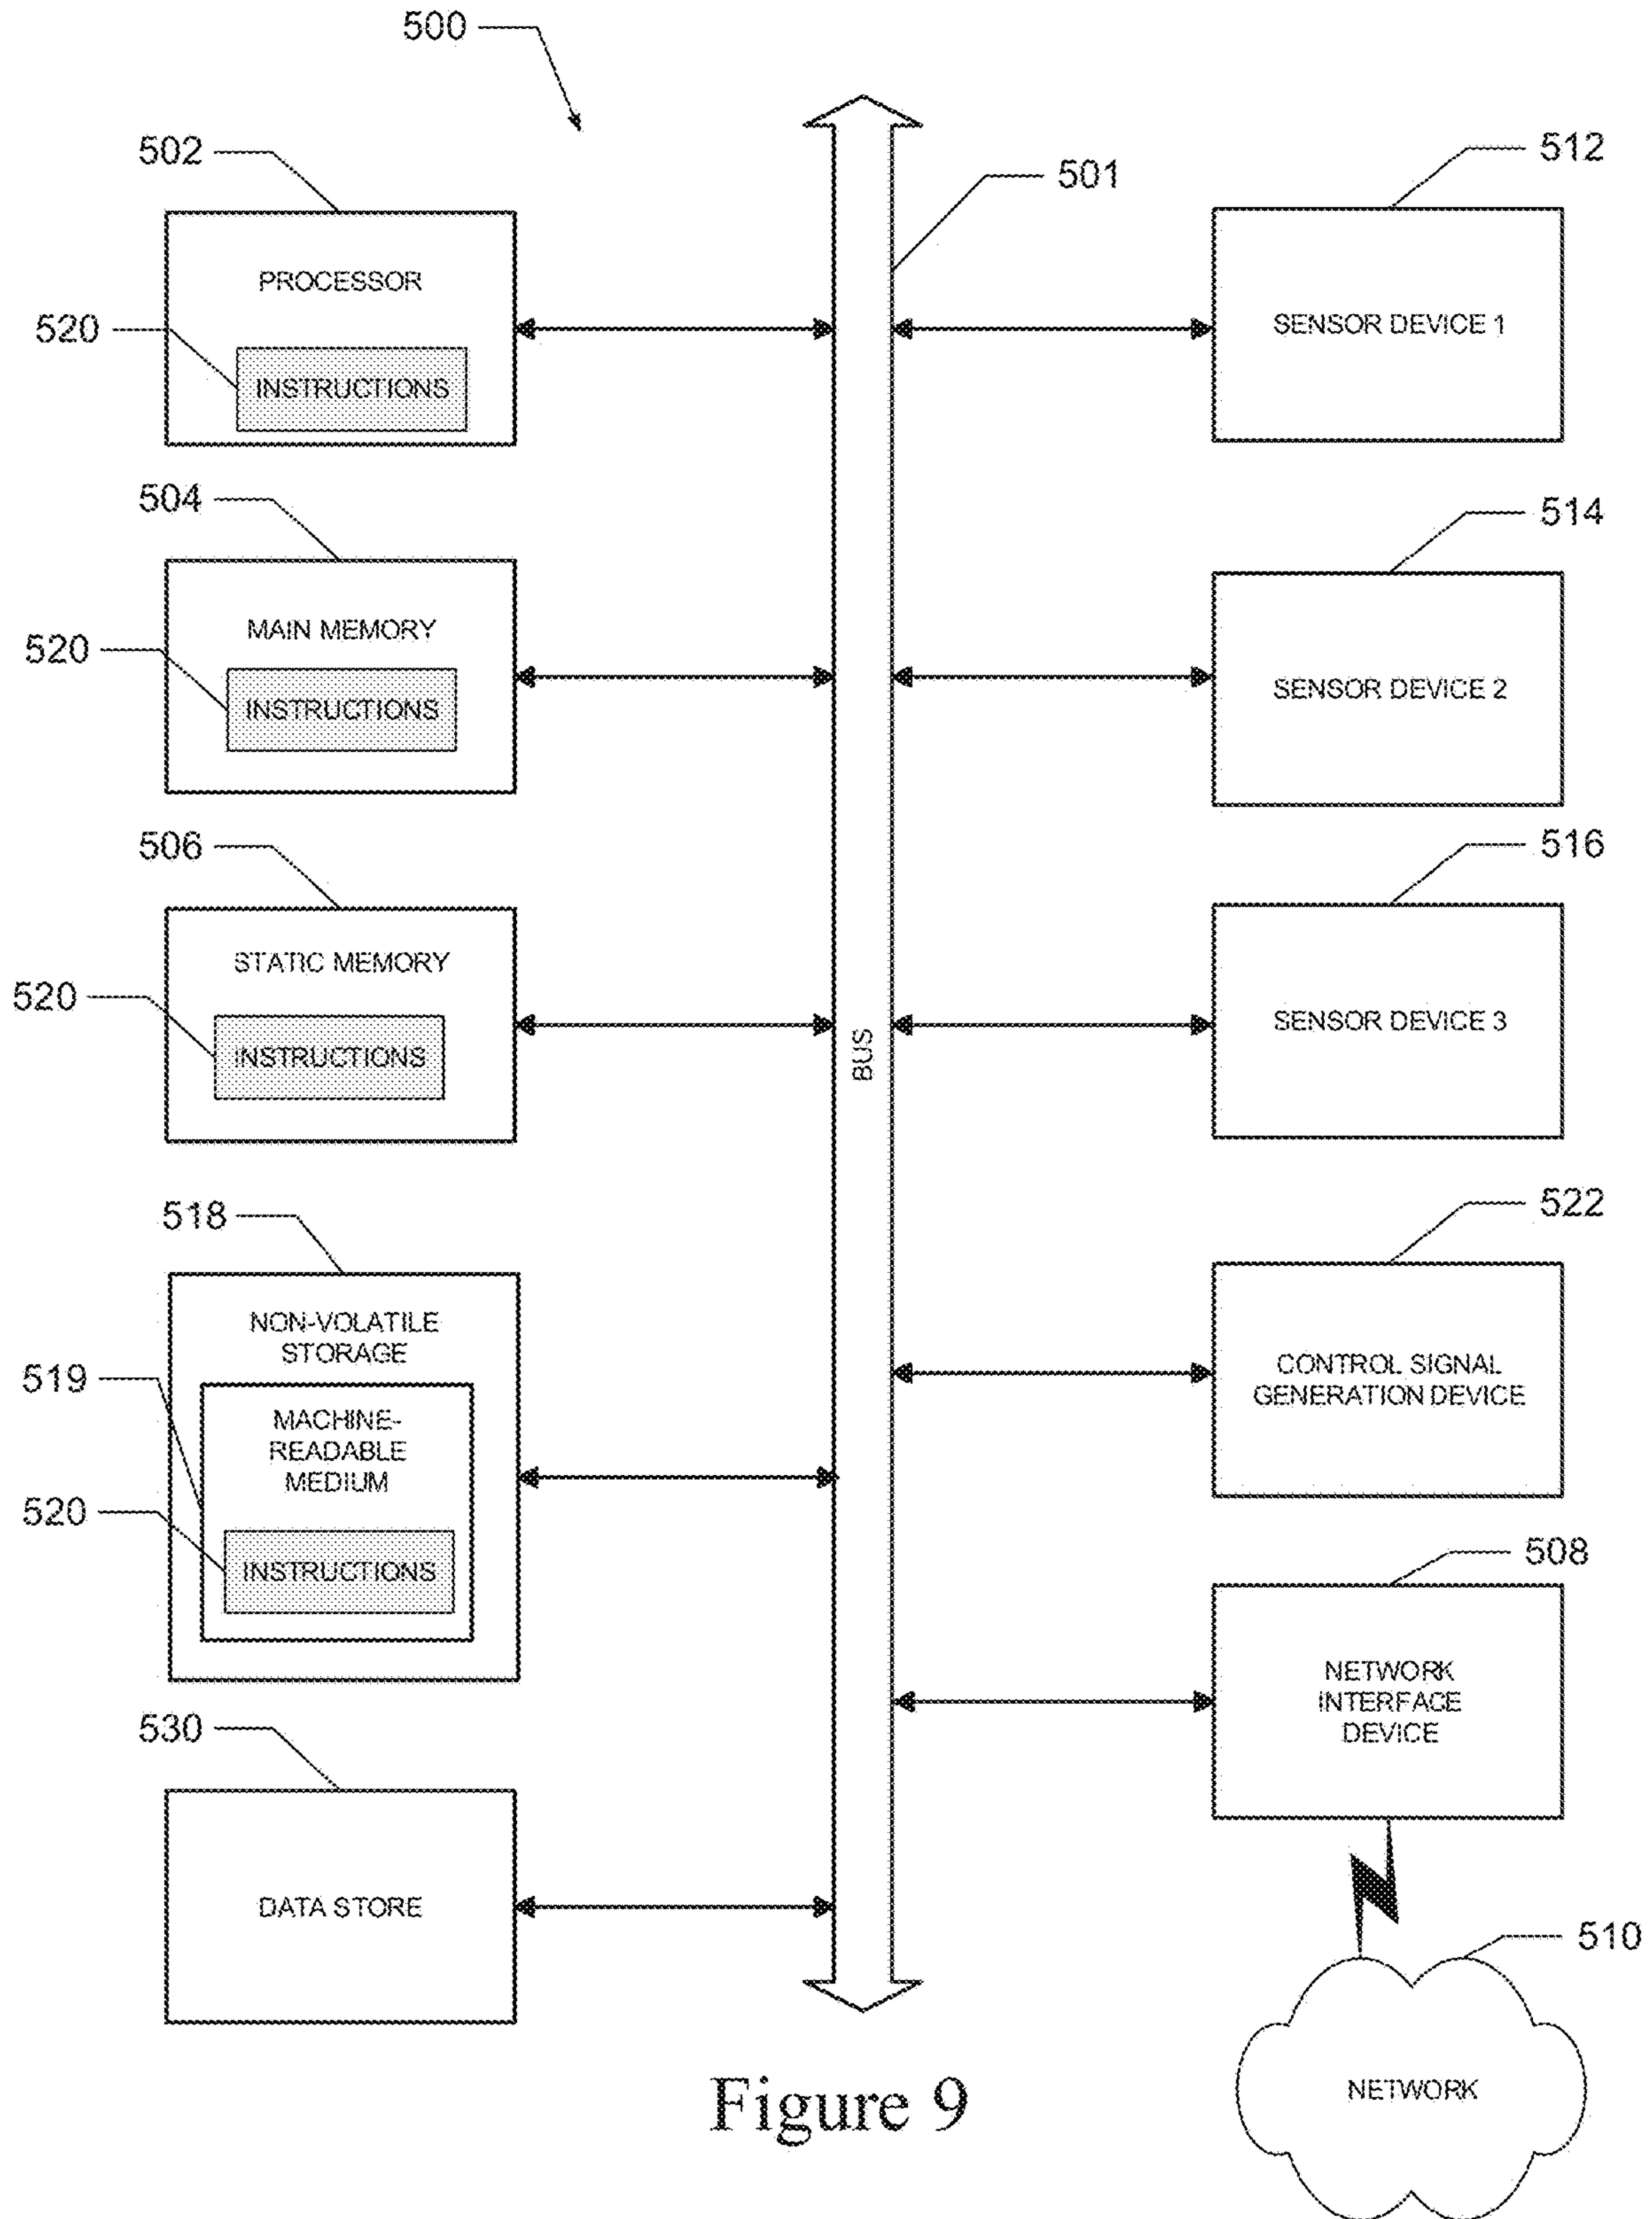 500
502
501
512
PROCESSOR
520
INSTRUCTIONS
SENSOR DEVICE 1
504
514
MAIN MEMORY
520
INSTRUCTIONS
SENSOR DEVICE 2
506
516
STATIC MEMORY
520
INSTRUCTIONS
SENSOR DEVICE 3
BUS
518
522
NON-VOLATILE
STORAGE
519
MACHINE-
READABLE
MEDIUM
520
INSTRUCTIONS
CONTROL SIGNAL
GENERATION DEVICE
508
NETWORK
INTERFACE
DEVICE
530
DATA STORE
510
NETWORK
Figure 9